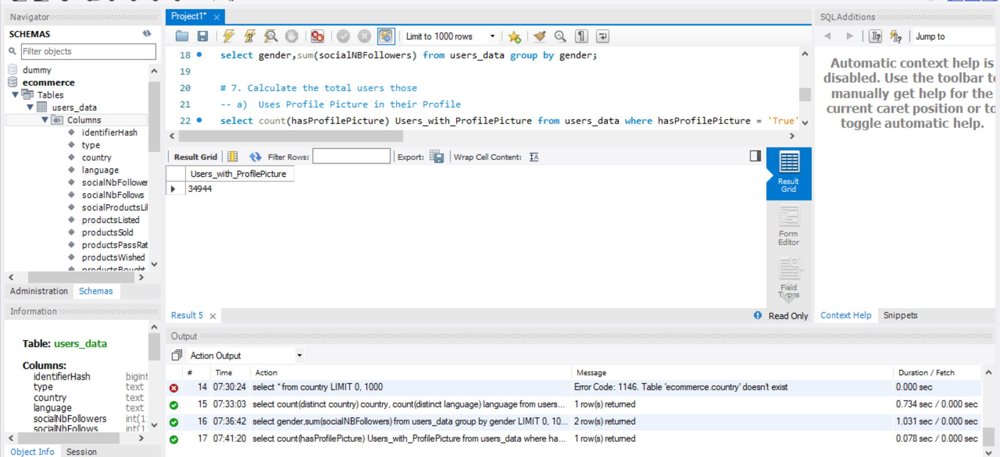 Navigator
SCHEMAS
Filter objects
dummy
ecommerce
Tables
users_data
Columns
identifierHash
type
country
language
socialNbFollower
socialNbFollows
socialProductsLi
productsListed
productsSold
productsPassRat
productsWished
productsBought
Administration Schemas
Information
Table: users_data
Columns:
identifierHash bigint
type text
country text
language text
socialNbFollowers int(1
socialNbFollows int(1
Object Info Session
Project1*
Limit to 1000 rows
18 select gender,sum(socialNBFollowers) from users_data group by gender;
19
20 # 7. Calculate the total users those
21 -- a) Uses Profile Picture in their Profile
22 select count(hasProfilePicture) Users_with_ProfilePicture from users_data where hasProfilePicture = 'True'
Result Grid Filter Rows: Export: Wrap Cell Content:
Users_with_ProfilePicture
34944
Result
Grid
Form
Editor
Field
Types
Result 5
Read Only
Output
Action Output
# Time Action Message Duration / Fetch
14 07:30:24 select * from country LIMIT 0, 1000 Error Code: 1146. Table 'ecommerce.country' doesn't exist 0.000 sec
15 07:33:03 select count(distinct country) country, count(distinct language) language from users... 1 row(s) returned 0.734 sec / 0.000 sec
16 07:36:42 select gender,sum(socialNBFollowers) from users_data group by gender LIMIT 0, 10... 2 row(s) returned 1.031 sec / 0.000 sec
17 07:41:20 select count(hasProfilePicture) Users_with_ProfilePicture from users_data where ha... 1 row(s) returned 0.078 sec / 0.000 sec
SQLAdditions
Jump to
Automatic context help is
disabled. Use the toolbar to
manually get help for the
current caret position or to
toggle automatic help.
Context Help Snippets